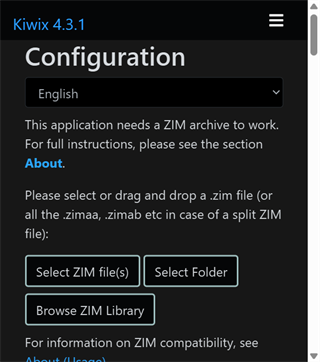 Kiwix 4.3.1
Configuration
English
This application needs a ZIM archive to work.
For full instructions, please see the section
About.
Please select or drag and drop a .zim file (or
all the .zimaa, .zimab etc in case of a split ZIM
file):
Select ZIM file(s) Select Folder
Browse ZIM Library
For information on ZIM compatibility, see
About (Usage)